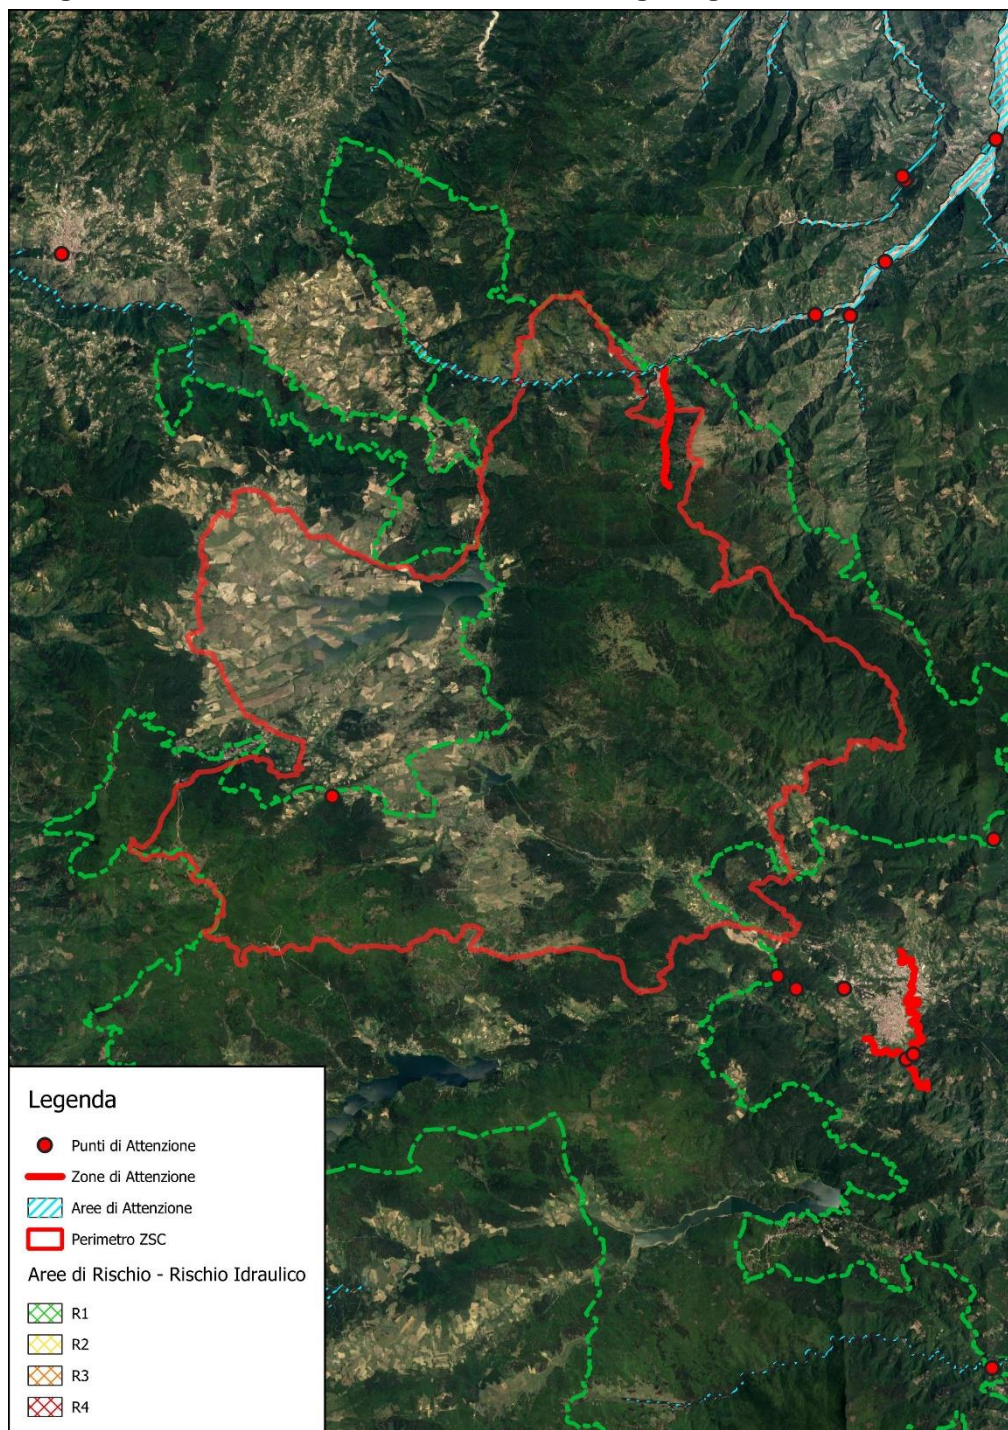 Legenda
Punti di Attenzione
Zone di Attenzione
Aree di Attenzione
Perimetro ZSC
Aree di Rischio - Rischio Idraulico
R1
R2
R3
R4